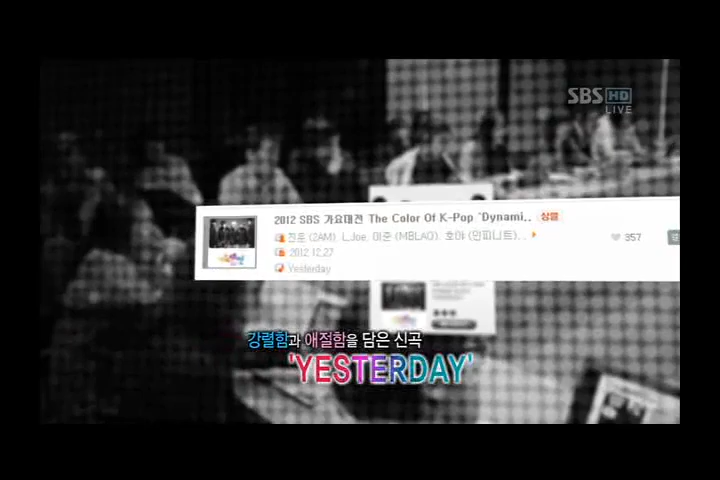 SBS HD
LIVE
2012 SBS 가요대전 The Color Of K-Pop 'Dynami.. 싱글
진운 (2AM), L.Joe, 이준 (MBLAQ), 호야 (인피니트)..
357
2012.12.27
Yesterday
강렬함과 애절함을 담은 신곡
'YESTERDAY'